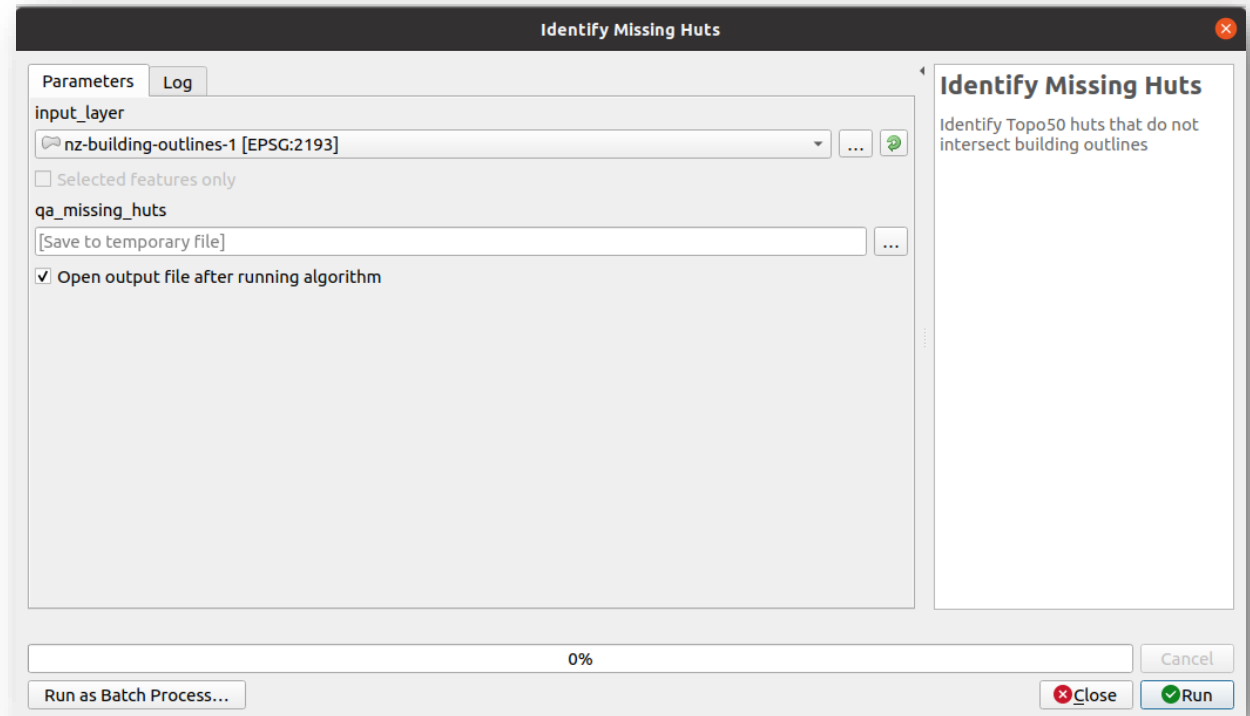 Identify Missing Huts
Parameters
Log
input_layer
nz-building-outlines-1 [EPSG:2193]
...
Selected features only
qa_missing_huts
[Save to temporary file]
...
Open output file after running algorithm
Identify Missing Huts
Identify Topo50 huts that do not
intersect building outlines
0%
Cancel
Run as Batch Process...
Close
Run